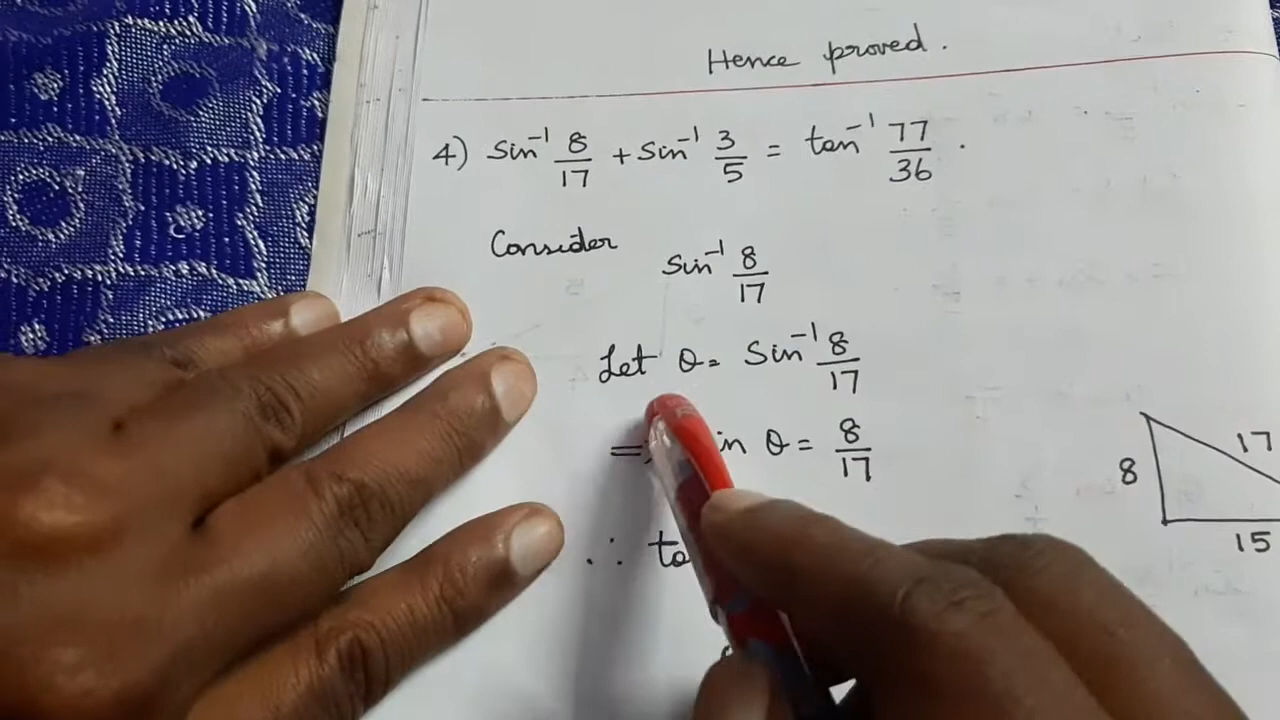 Hence proved.
4) Sin⁻¹ 8/17 + Sin⁻¹ 3/5 = tan⁻¹ 77/36 .
Consider
Sin⁻¹ 8/17
Let θ = Sin⁻¹ 8/17
=> in θ = 8/17
∴
8
17
15